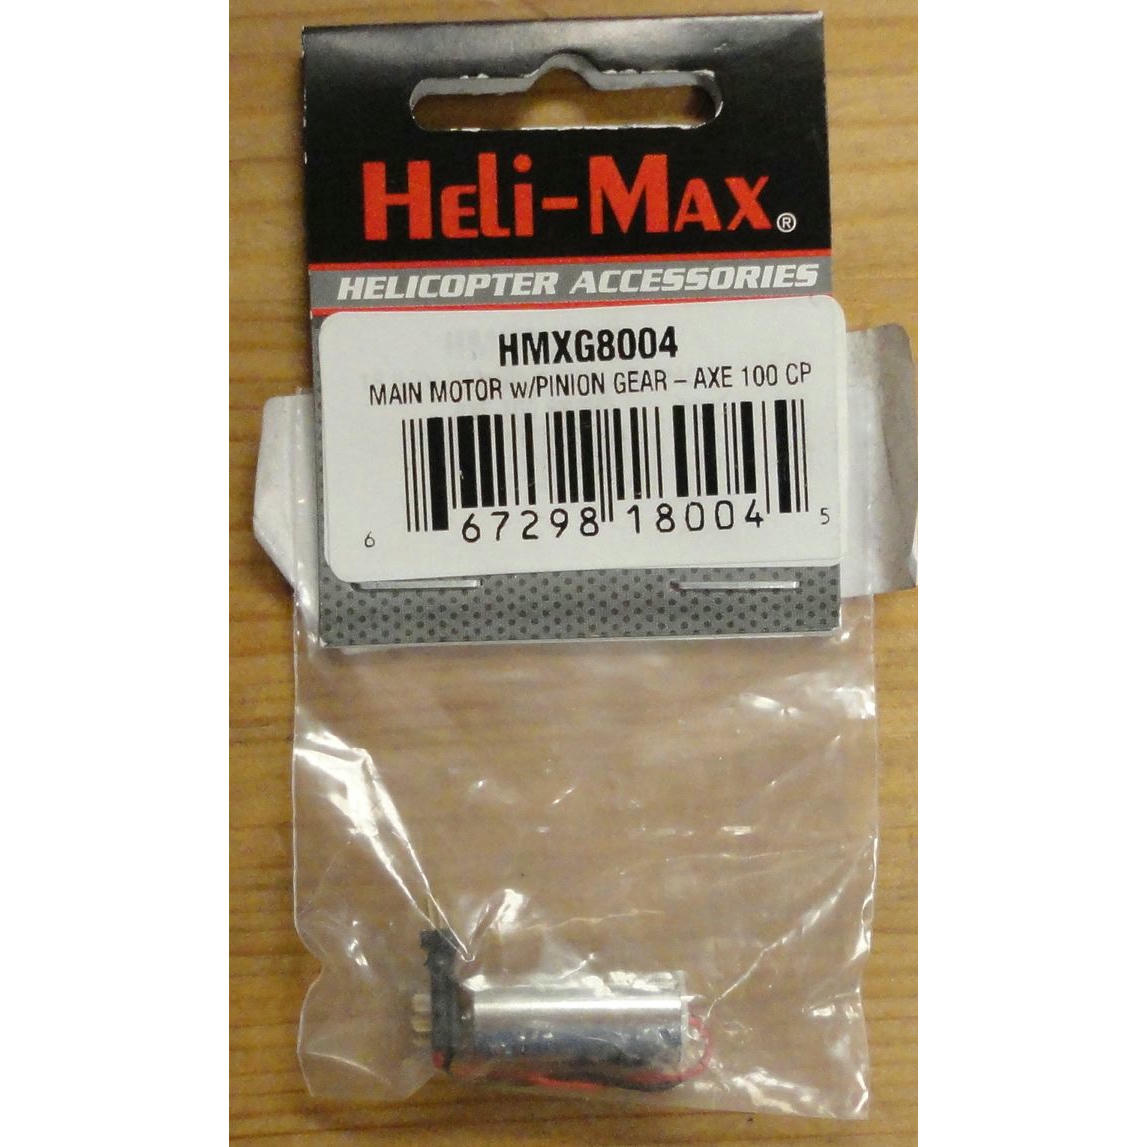 Heli-Max®
HELICOPTER ACCESSORIES
HMXG8004
MAIN MOTOR w/PINION GEAR – AXE 100 CP
6 67298 18004 5